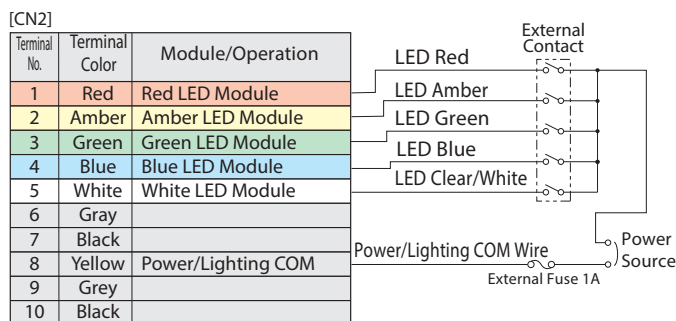 [CN2]
Terminal No. Terminal Color Module/Operation
1 Red Red LED Module
2 Amber Amber LED Module
3 Green Green LED Module
4 Blue Blue LED Module
5 White White LED Module
6 Gray
7 Black
8 Yellow Power/Lighting COM
9 Grey
10 Black
External
Contact
LED Red
LED Amber
LED Green
LED Blue
LED Clear/White
Power/Lighting COM Wire
External Fuse 1A
Power
Source